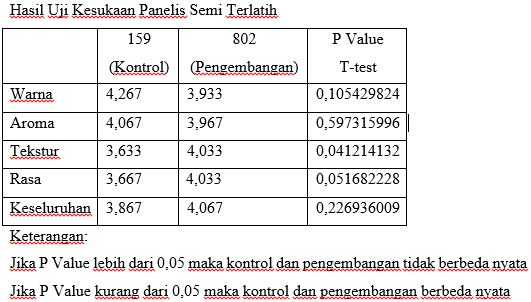 Hasil Uji Kesukaan Panelis Semi Terlatih
159 802 P Value
(Kontrol) (Pengembangan) T-test
Warna 4,267 3,933 0,105429824
Aroma 4,067 3,967 0,597315996
Tekstur 3,633 4,033 0,041214132
Rasa 3,667 4,033 0,051682228
Keseluruhan 3,867 4,067 0,226936009
Keterangan:
Jika P Value lebih dari 0,05 maka kontrol dan pengembangan tidak berbeda nyata
Jika P Value kurang dari 0,05 maka kontrol dan pengembangan berbeda nyata